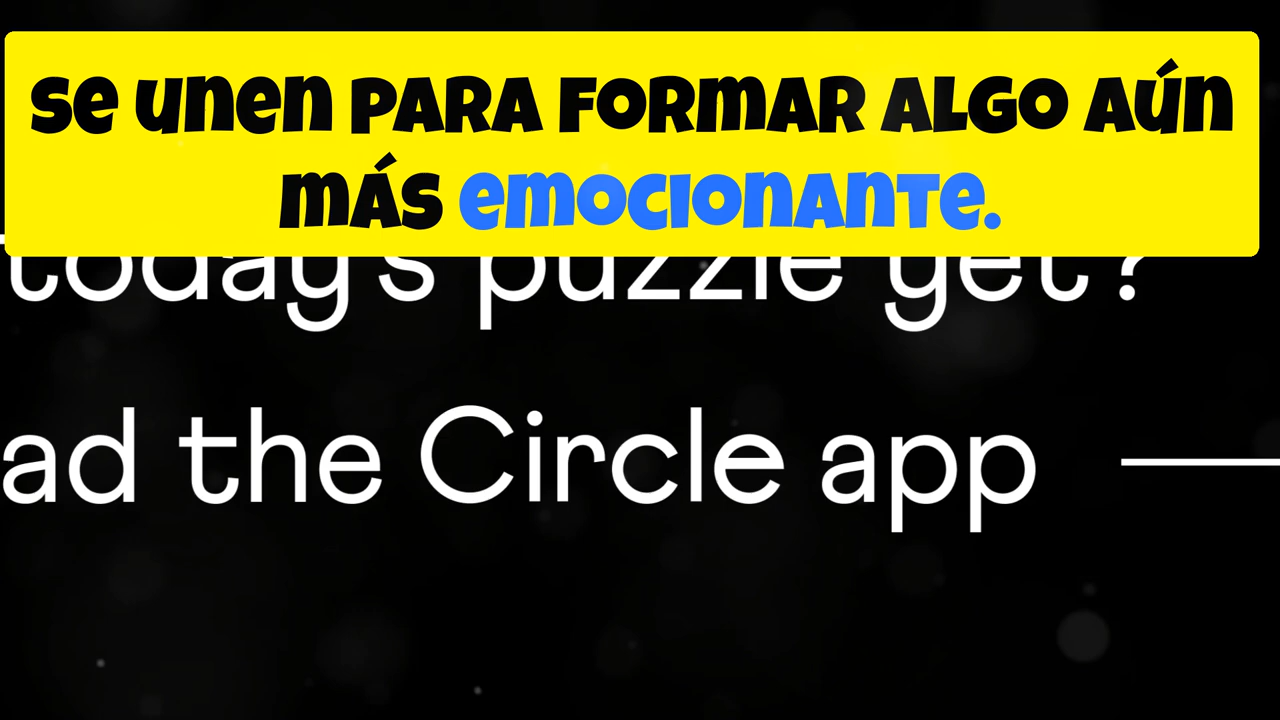 se unen para formar algo aún
más emocionante.
today's puzzle yet?
ad the Circle app